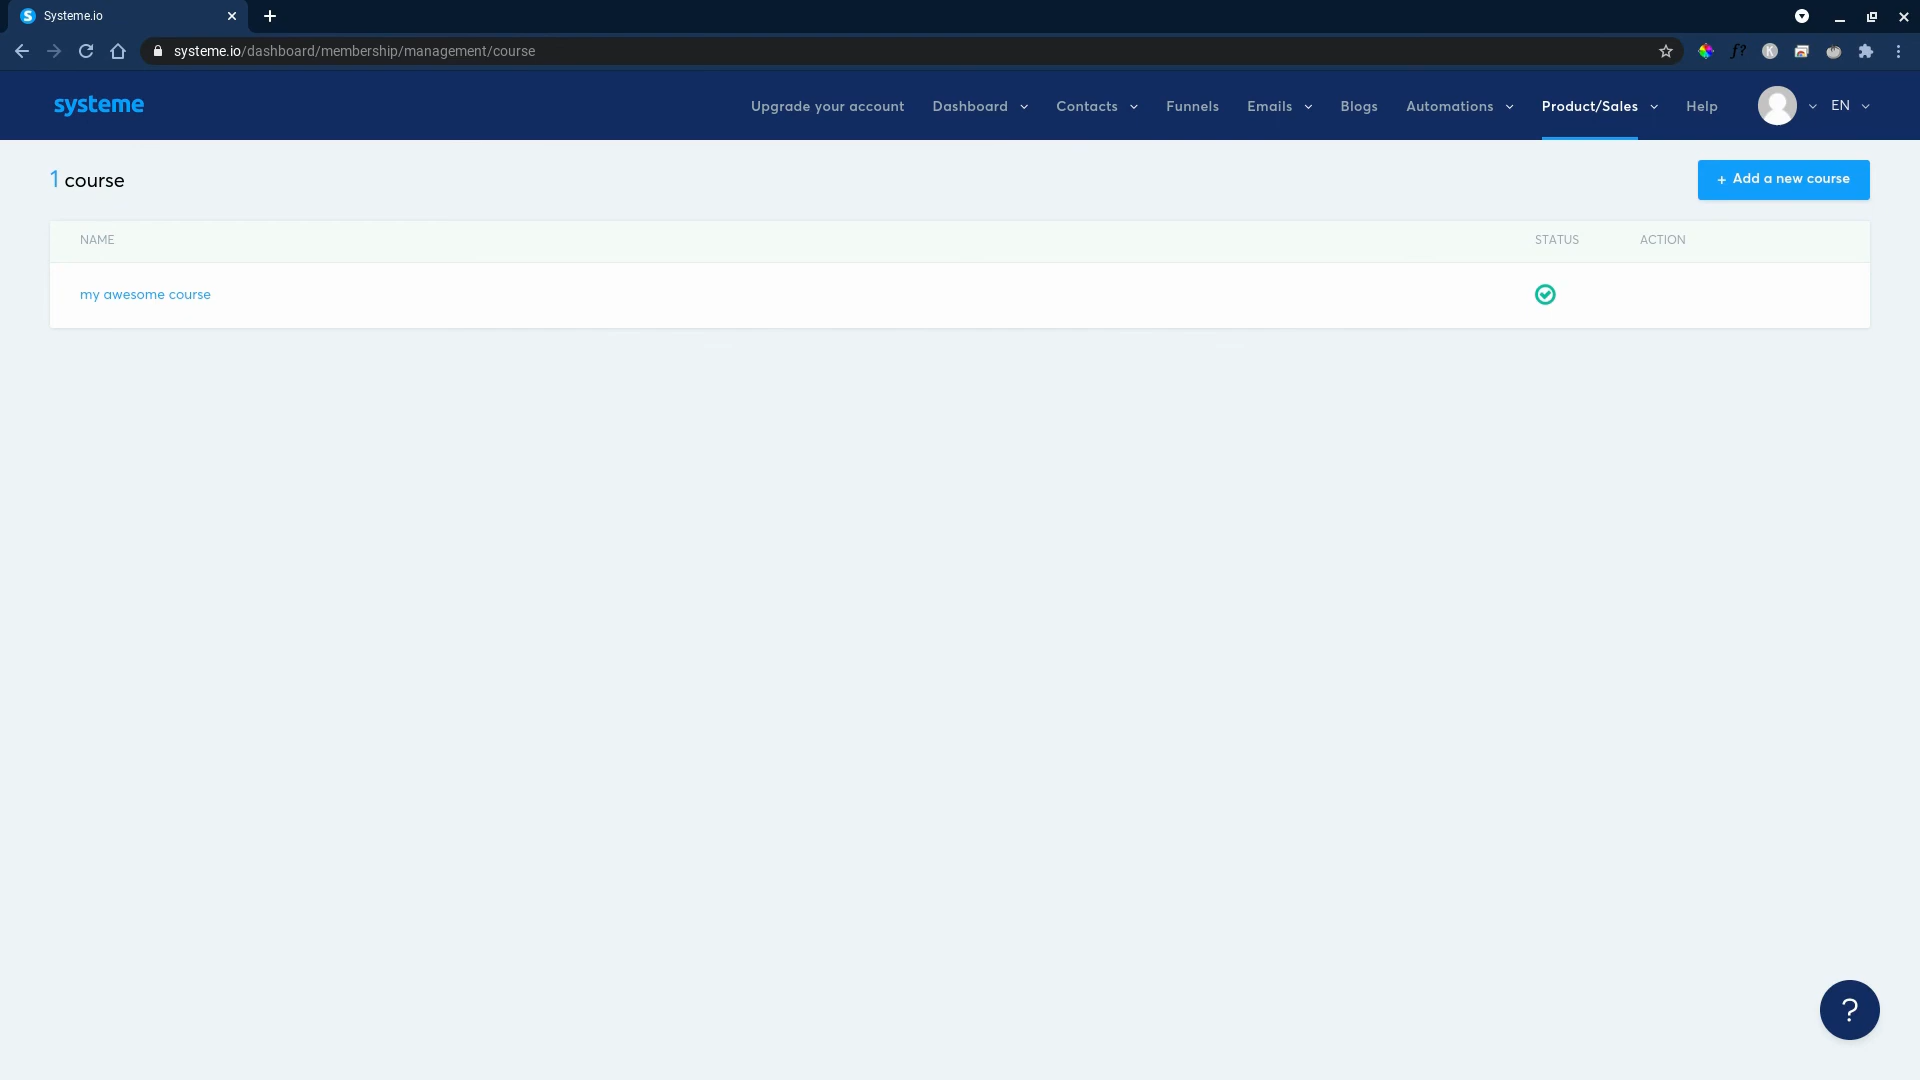 Systeme.io
systeme.io/dashboard/membership/management/course
systeme
Upgrade your account Dashboard Contacts Funnels Emails Blogs Automations Product/Sales Help EN
1 course
+ Add a new course
NAME STATUS ACTION
my awesome course
?